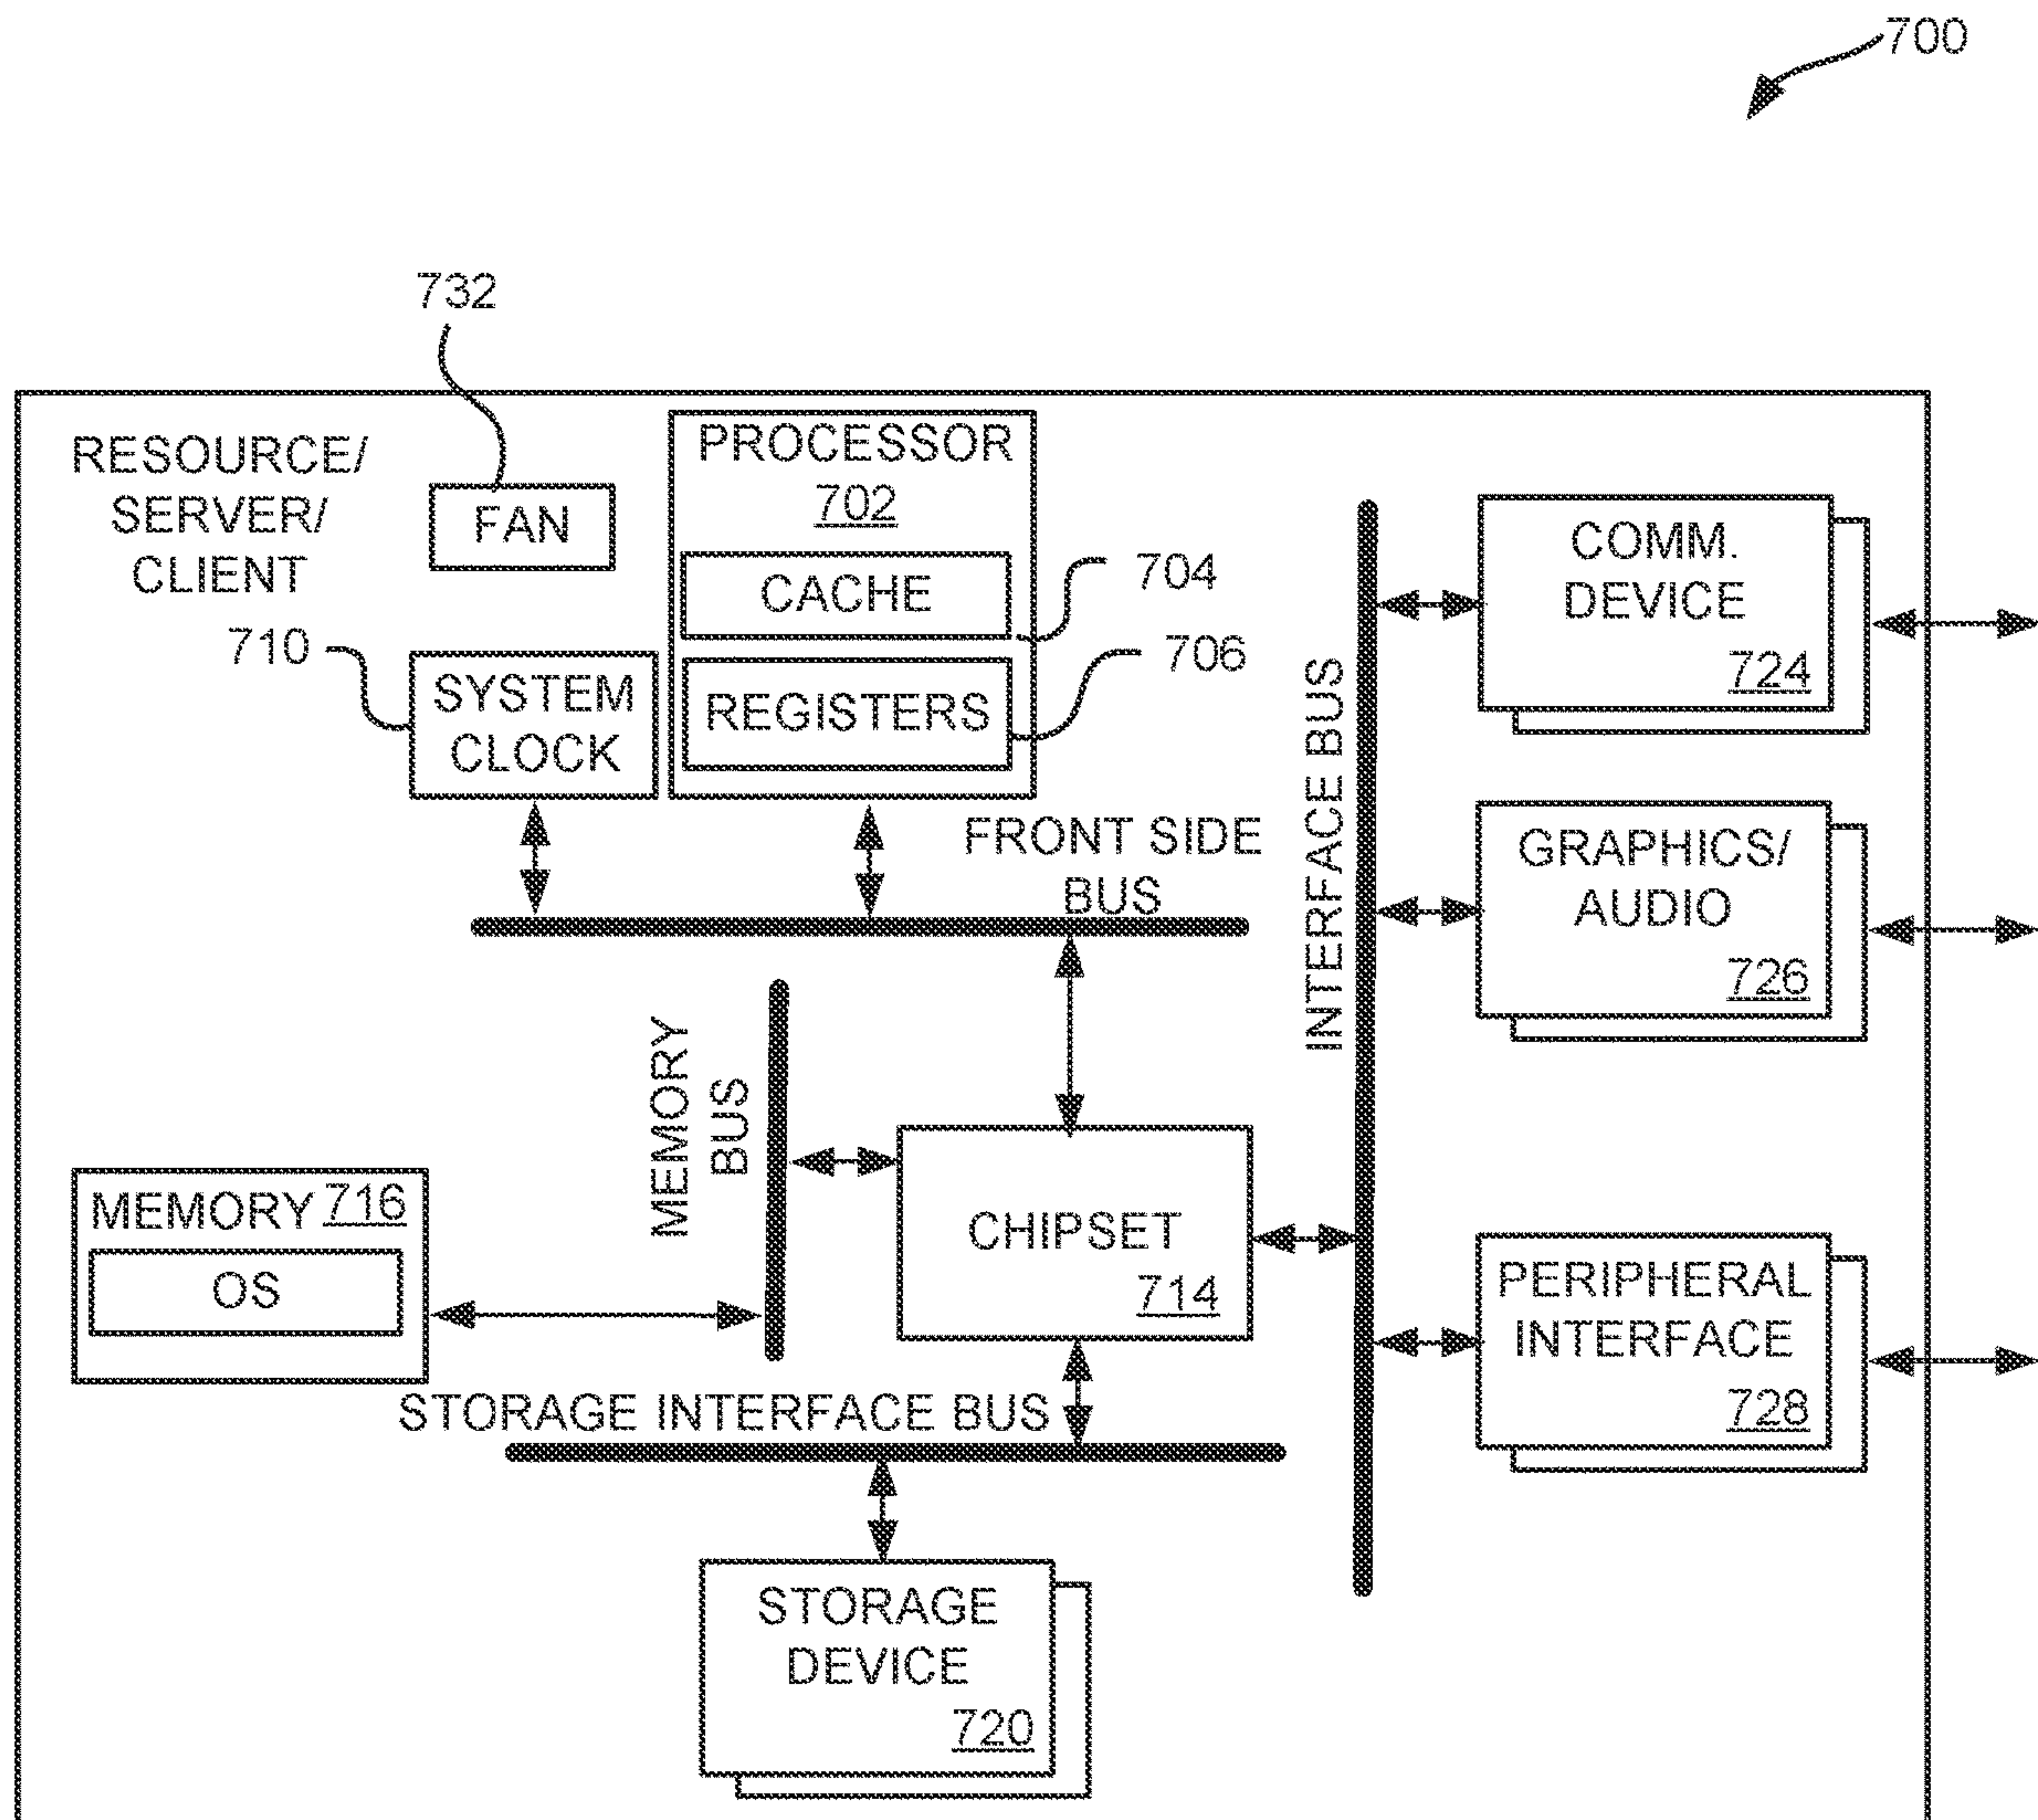 700
732
RESOURCE/
SERVER/
CLIENT
FAN
PROCESSOR
702
CACHE
704
REGISTERS
706
710
SYSTEM
CLOCK
FRONT SIDE
BUS
INTERFACE BUS
COMM.
DEVICE
724
GRAPHICS/
AUDIO
726
MEMORY
BUS
MEMORY 716
OS
CHIPSET
714
PERIPHERAL
INTERFACE
728
STORAGE INTERFACE BUS
STORAGE
DEVICE
720